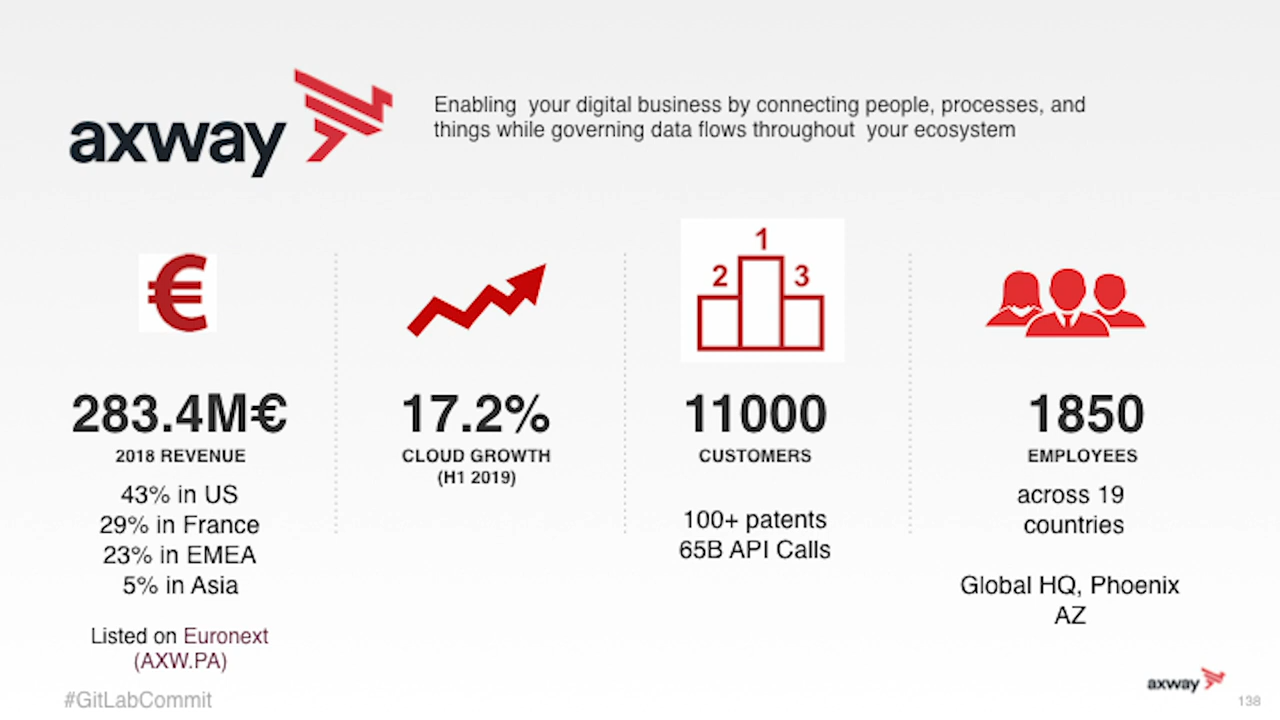 axway
Enabling  your digital business by connecting people, processes, and
things while governing data flows throughout  your ecosystem
€
283.4M€
2018 REVENUE
43% in US
29% in France
23% in EMEA
5% in Asia
Listed on Euronext
(AXW.PA)
17.2%
CLOUD GROWTH
(H1 2019)
1
2 3
11000
CUSTOMERS
100+ patents
65B API Calls
1850
EMPLOYEES
across 19
countries
Global HQ, Phoenix
AZ
#GitLabCommit
axway
138